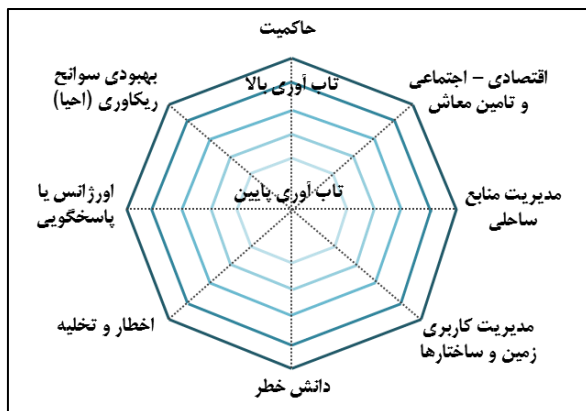 حاکمیت
اقتصادی – اجتماعی
و تامین معاش
بهبودی سوانح
ریکاوری (احیا)
تاب آوری بالا
مدیریت منابع
ساحلی
تاب آوری پایین
اورژانس یا
پاسخگویی
مدیریت کاربری
زمین و ساختارها
اخطار و تخلیه
دانش خطر